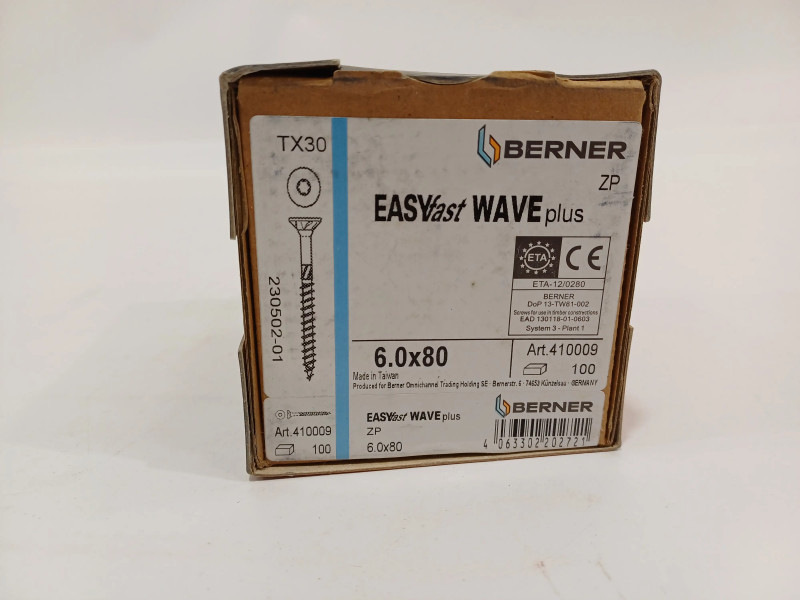 TX30
BERNER
ZP
EASYfast WAVE plus
230502-01
ETA
CE
ETA-12/0280
BERNER
DoP 13-TW61-002
Screws for use in timber constructions
EAD 130118-01-0603
System 3 - Plant 1
6.0x80
Art.410009
100
Made in Taiwan
Produced for Berner Omnichannel Trading Holding SE · Bernerstr. 6 · 74653 Künzelsau · GERMANY
EASYfast WAVE plus
BERNER
Art.410009
ZP
100
6.0x80
4 063302 202721